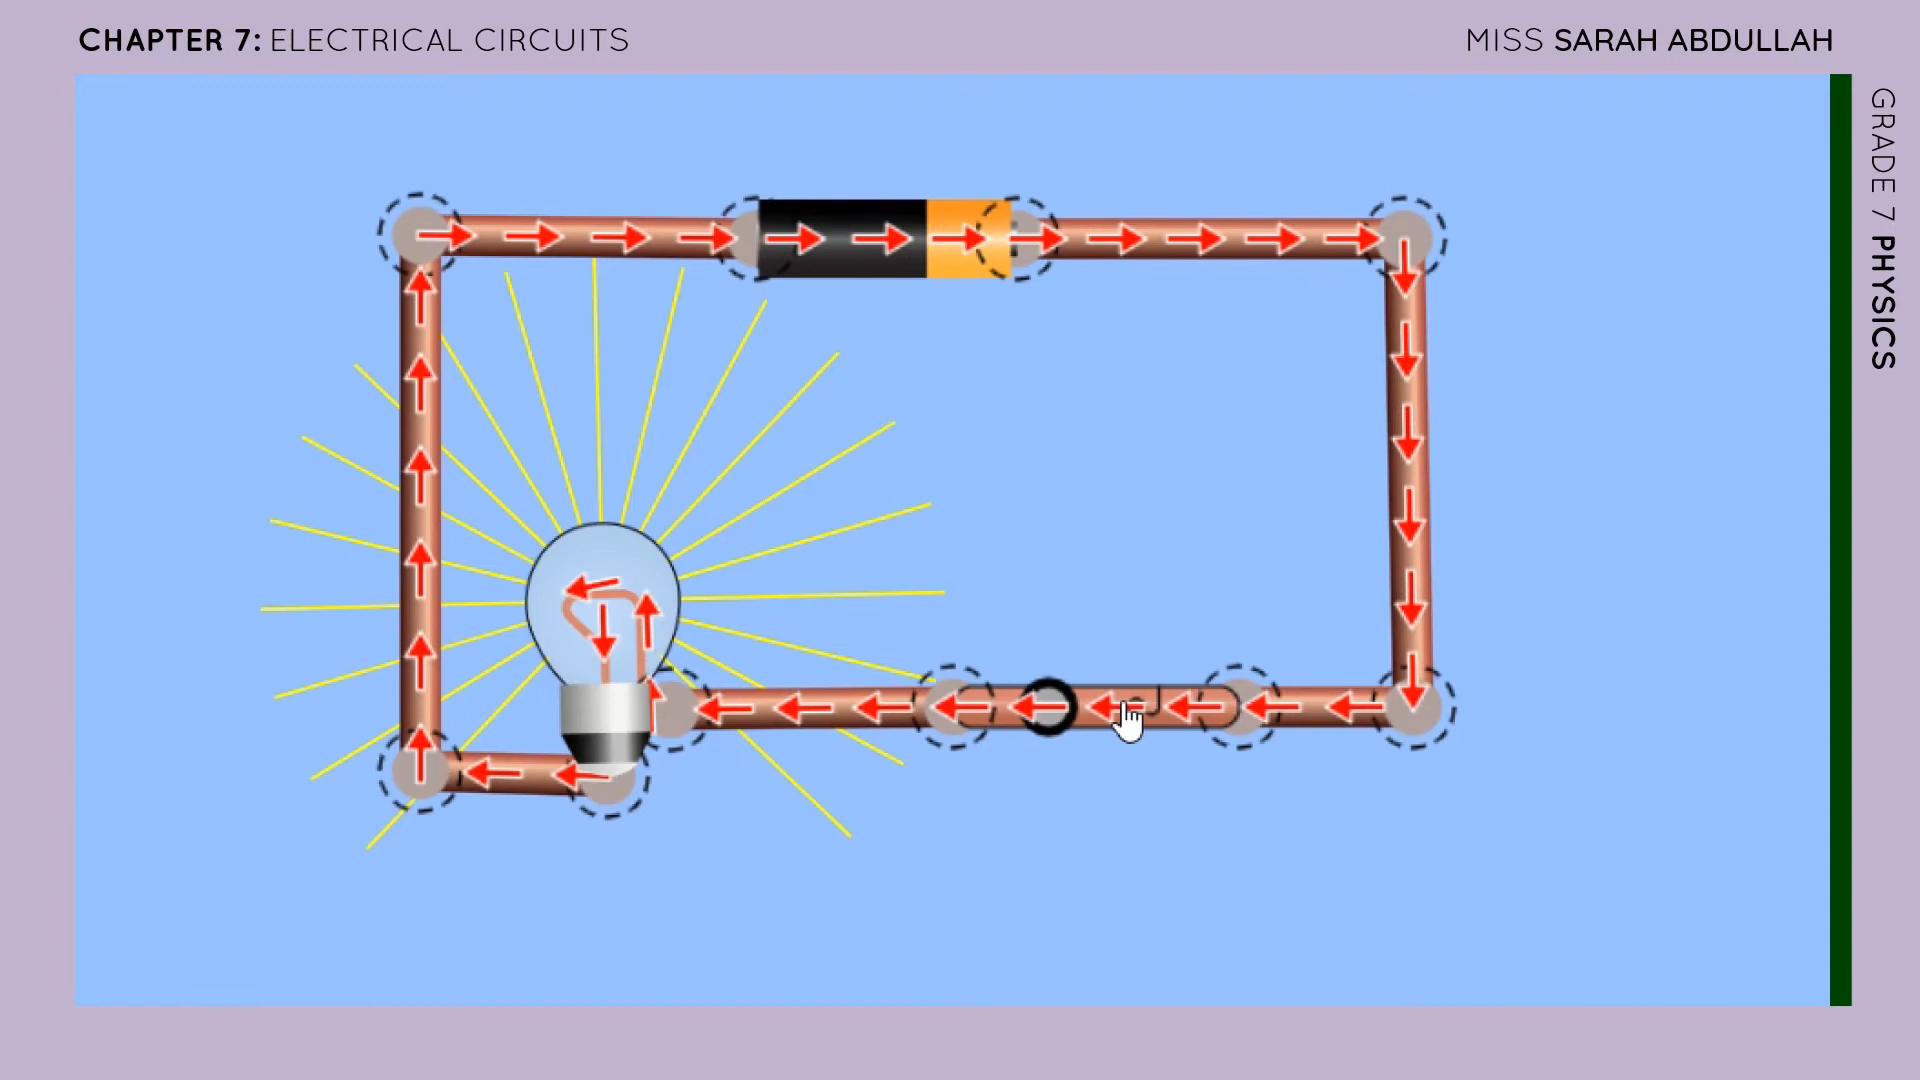 CHAPTER 7: ELECTRICAL CIRCUITS
MISS SARAH ABDULLAH
GRADE 7 PHYSICS